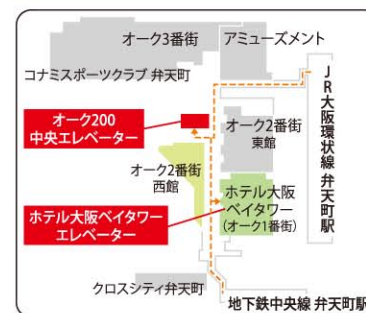 オーク3番街
アミューズメント
コナミスポーツクラブ 弁天町
JR大阪環状線 弁天町駅
オーク200
中央エレベーター
オーク2番街
東館
オーク2番街
西館
ホテル大阪
ベイタワー
(オーク1番街)
ホテル大阪ベイタワー
エレベーター
クロスシティ弁天町
地下鉄中央線 弁天町駅